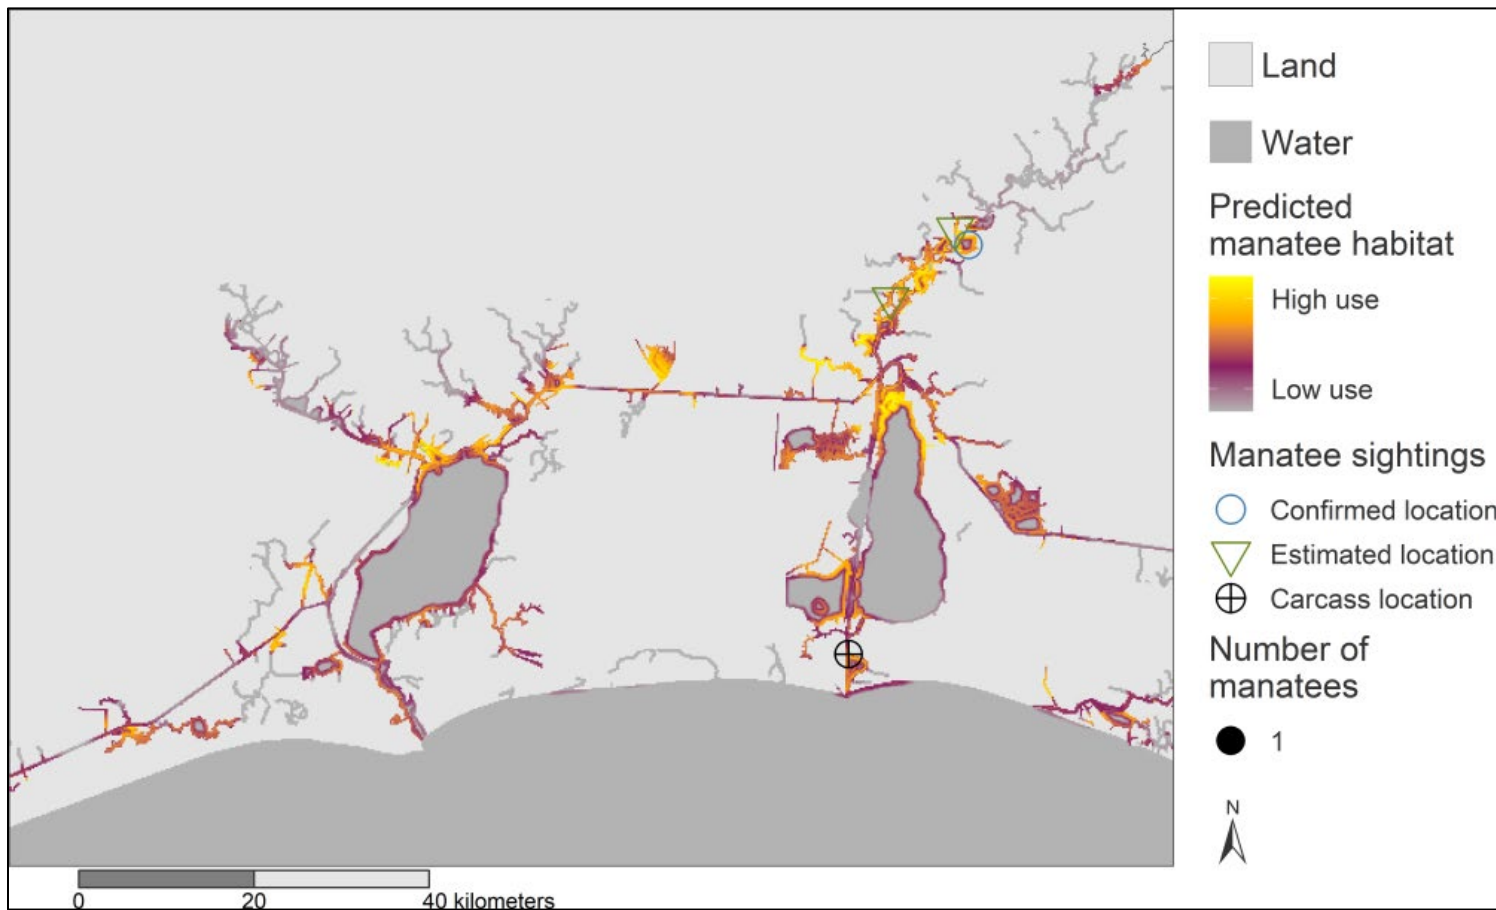 Land
Water
Predicted
manatee habitat
High use
Low use
Manatee sightings
Confirmed location
Estimated location
Carcass location
Number of
manatees
1
N
0 20 40 kilometers